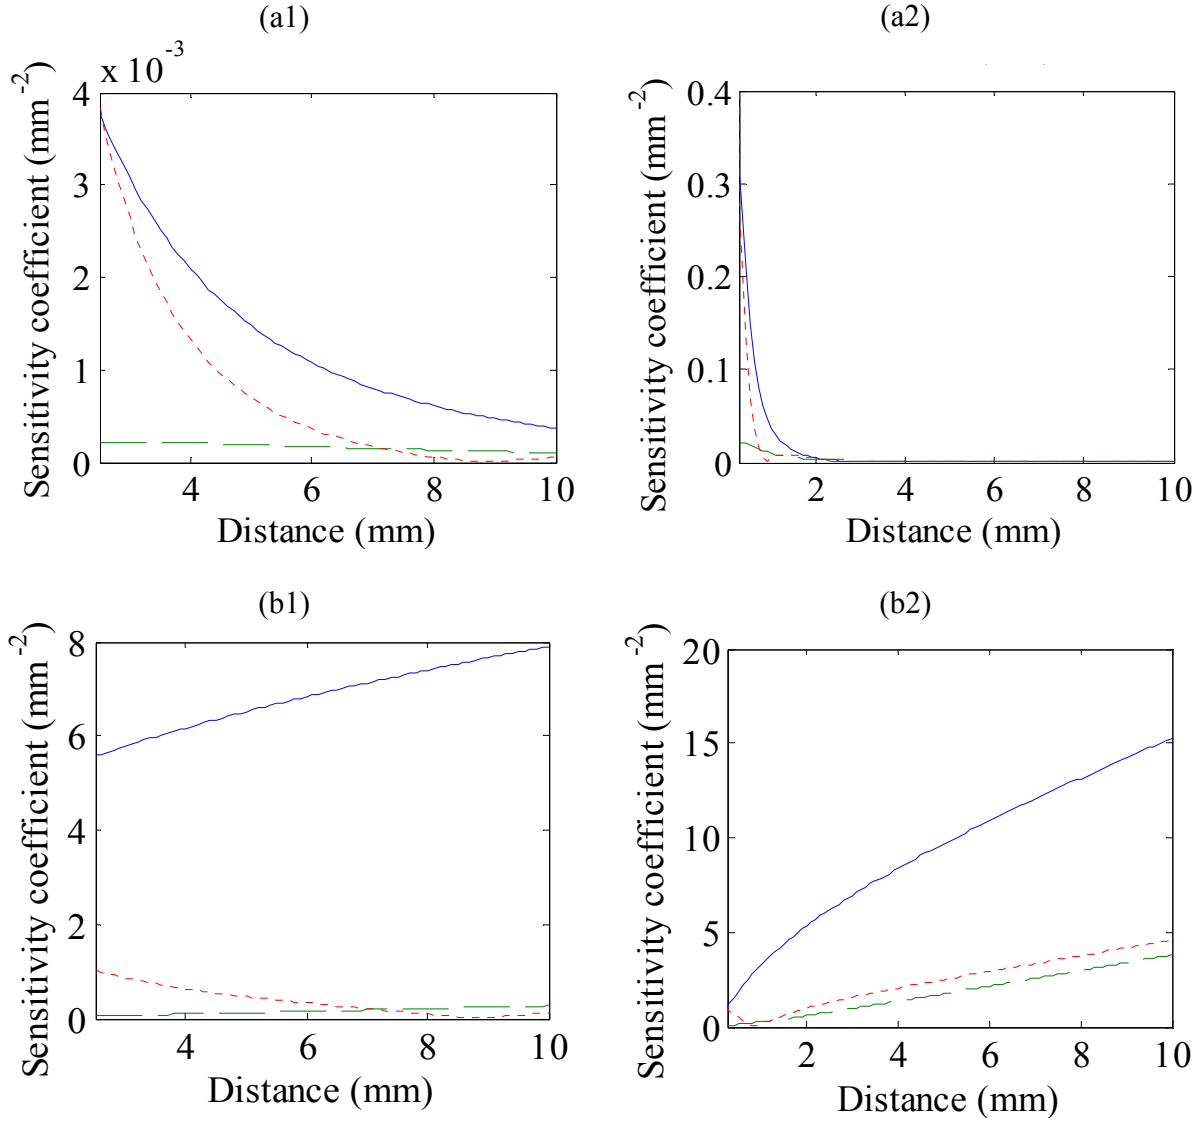 (a1)
x 10^-3
Sensitivity coefficient (mm^-2)
4
3
2
1
0
4 6 8 10
Distance (mm)
(a2)
Sensitivity coefficient (mm^-2)
0.4
0.3
0.2
0.1
0
2 4 6 8 10
Distance (mm)
(b1)
Sensitivity coefficient (mm^-2)
8
6
4
2
0
4 6 8 10
Distance (mm)
(b2)
Sensitivity coefficient (mm^-2)
20
15
10
5
0
2 4 6 8 10
Distance (mm)